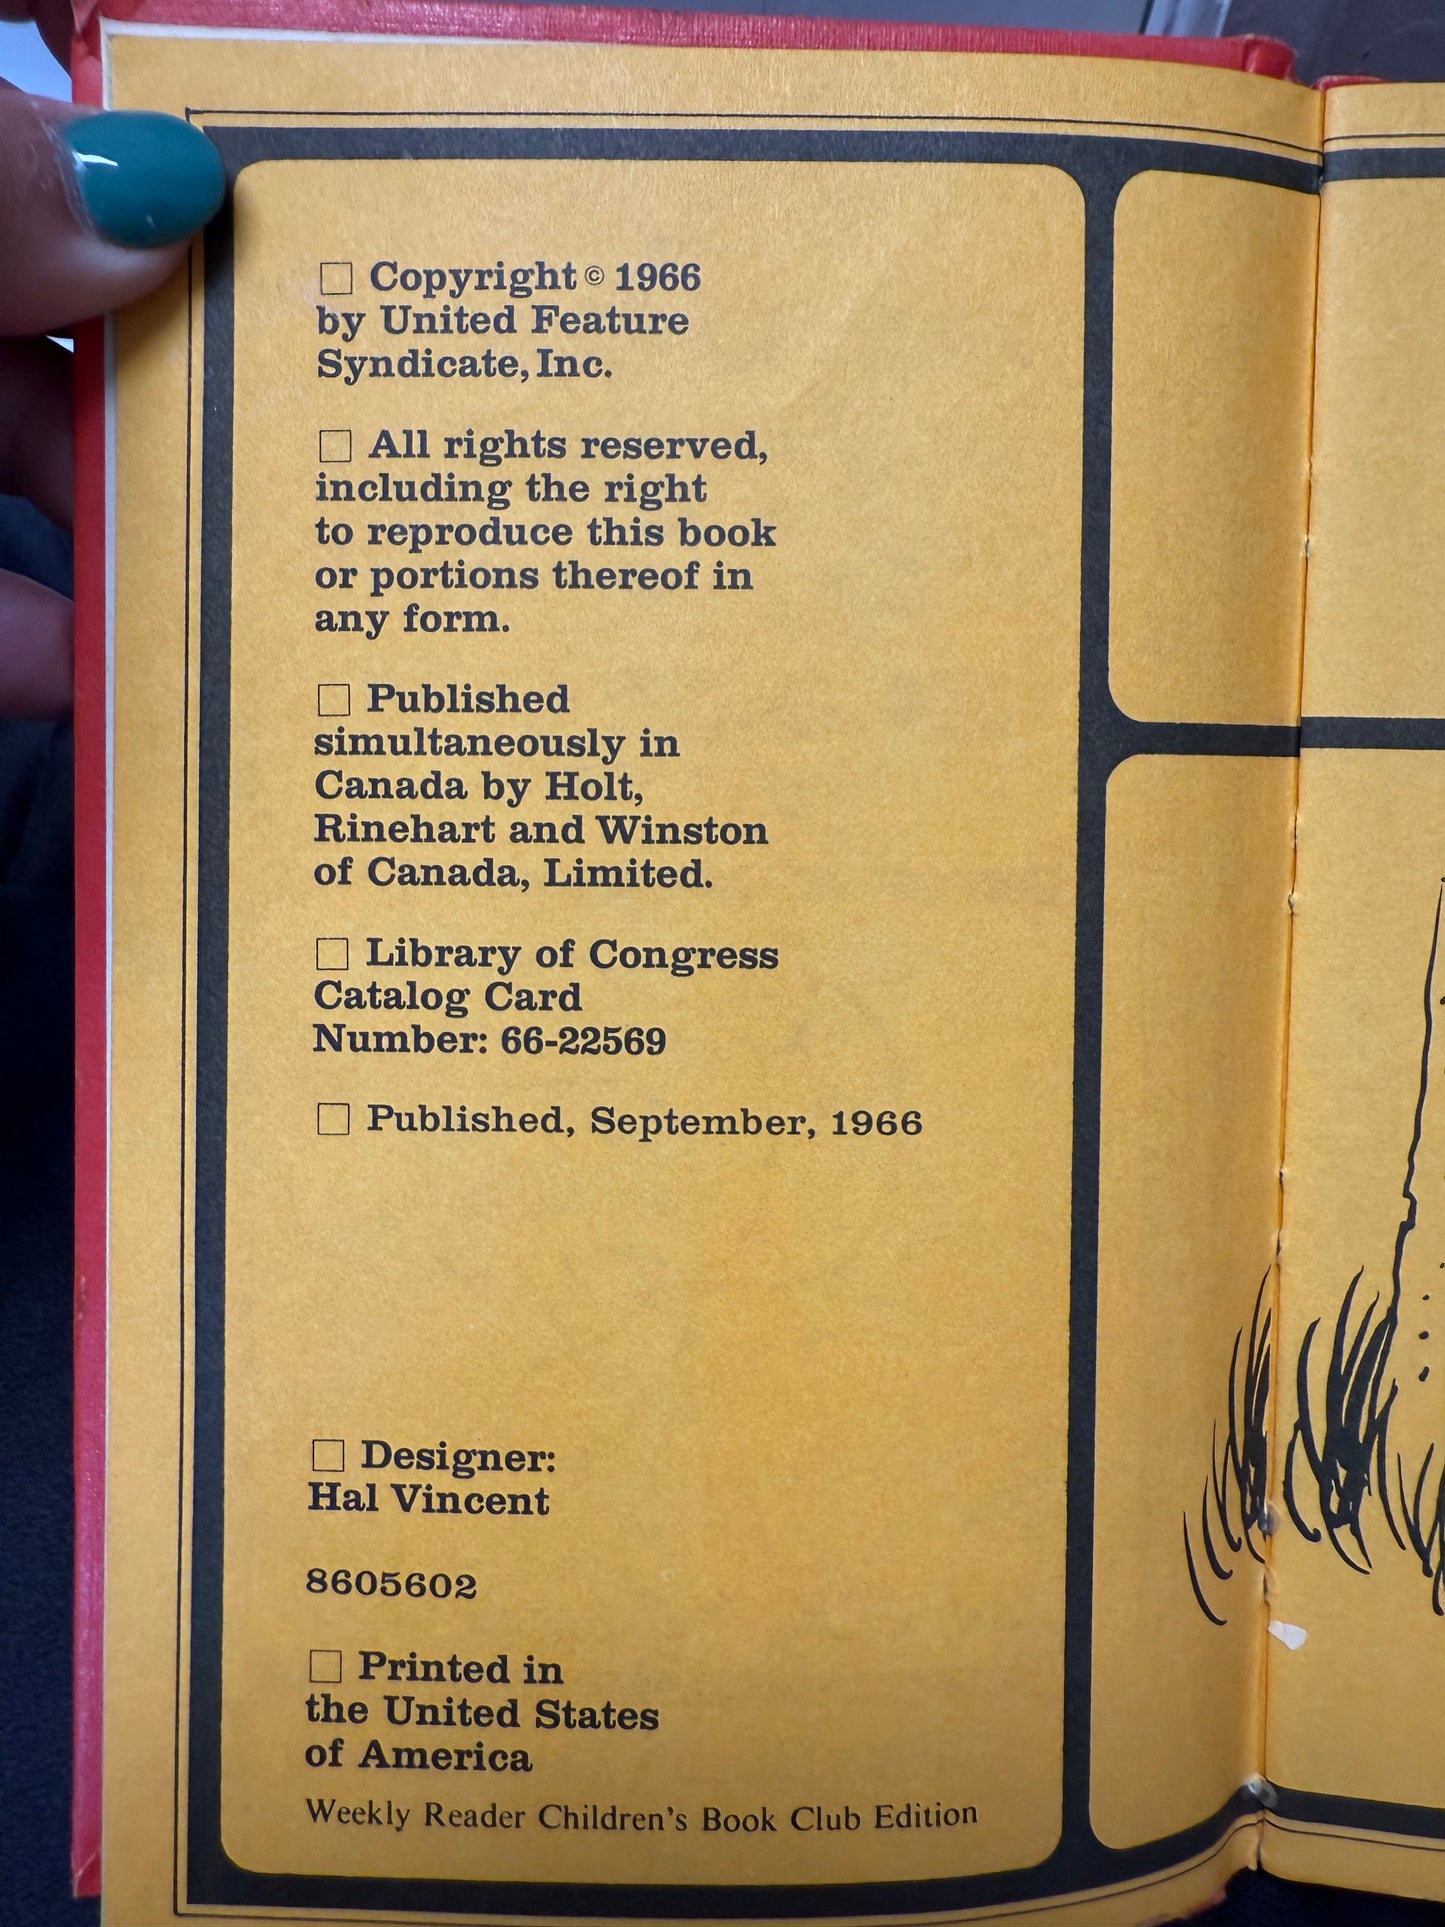 □ Copyright © 1966
by United Feature
Syndicate, Inc.
□ All rights reserved,
including the right
to reproduce this book
or portions thereof in
any form.
□ Published
simultaneously in
Canada by Holt,
Rinehart and Winston
of Canada, Limited.
□ Library of Congress
Catalog Card
Number: 66-22569
□ Published, September, 1966
□ Designer:
Hal Vincent
8605602
□ Printed in
the United States
of America
Weekly Reader Children's Book Club Edition